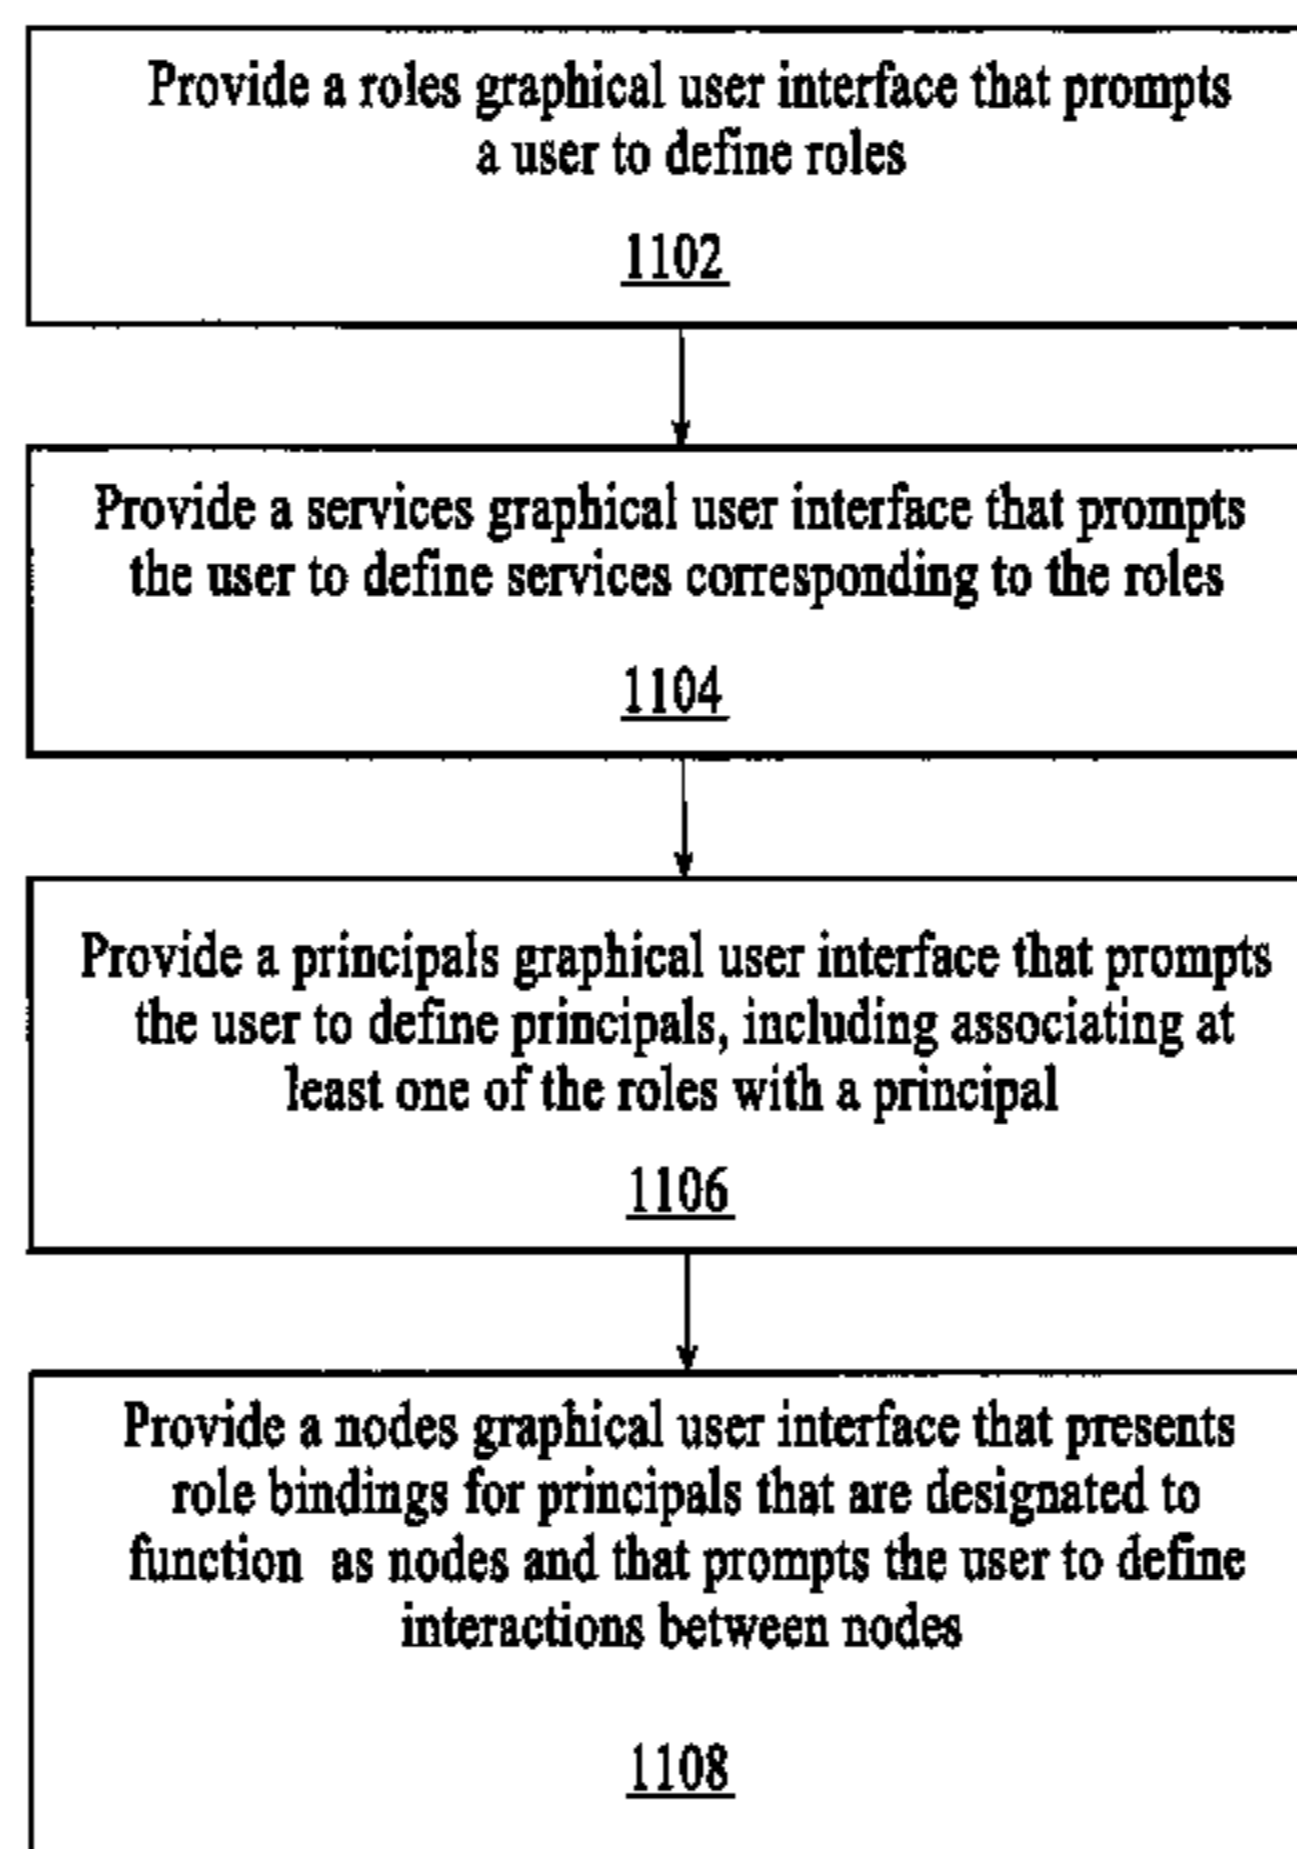 Provide a roles graphical user interface that prompts
a user to define roles
1102
Provide a services graphical user interface that prompts
the user to define services corresponding to the roles
1104
Provide a principals graphical user interface that prompts
the user to define principals, including associating at
least one of the roles with a principal
1106
Provide a nodes graphical user interface that presents
role bindings for principals that are designated to
function as nodes and that prompts the user to define
interactions between nodes
1108